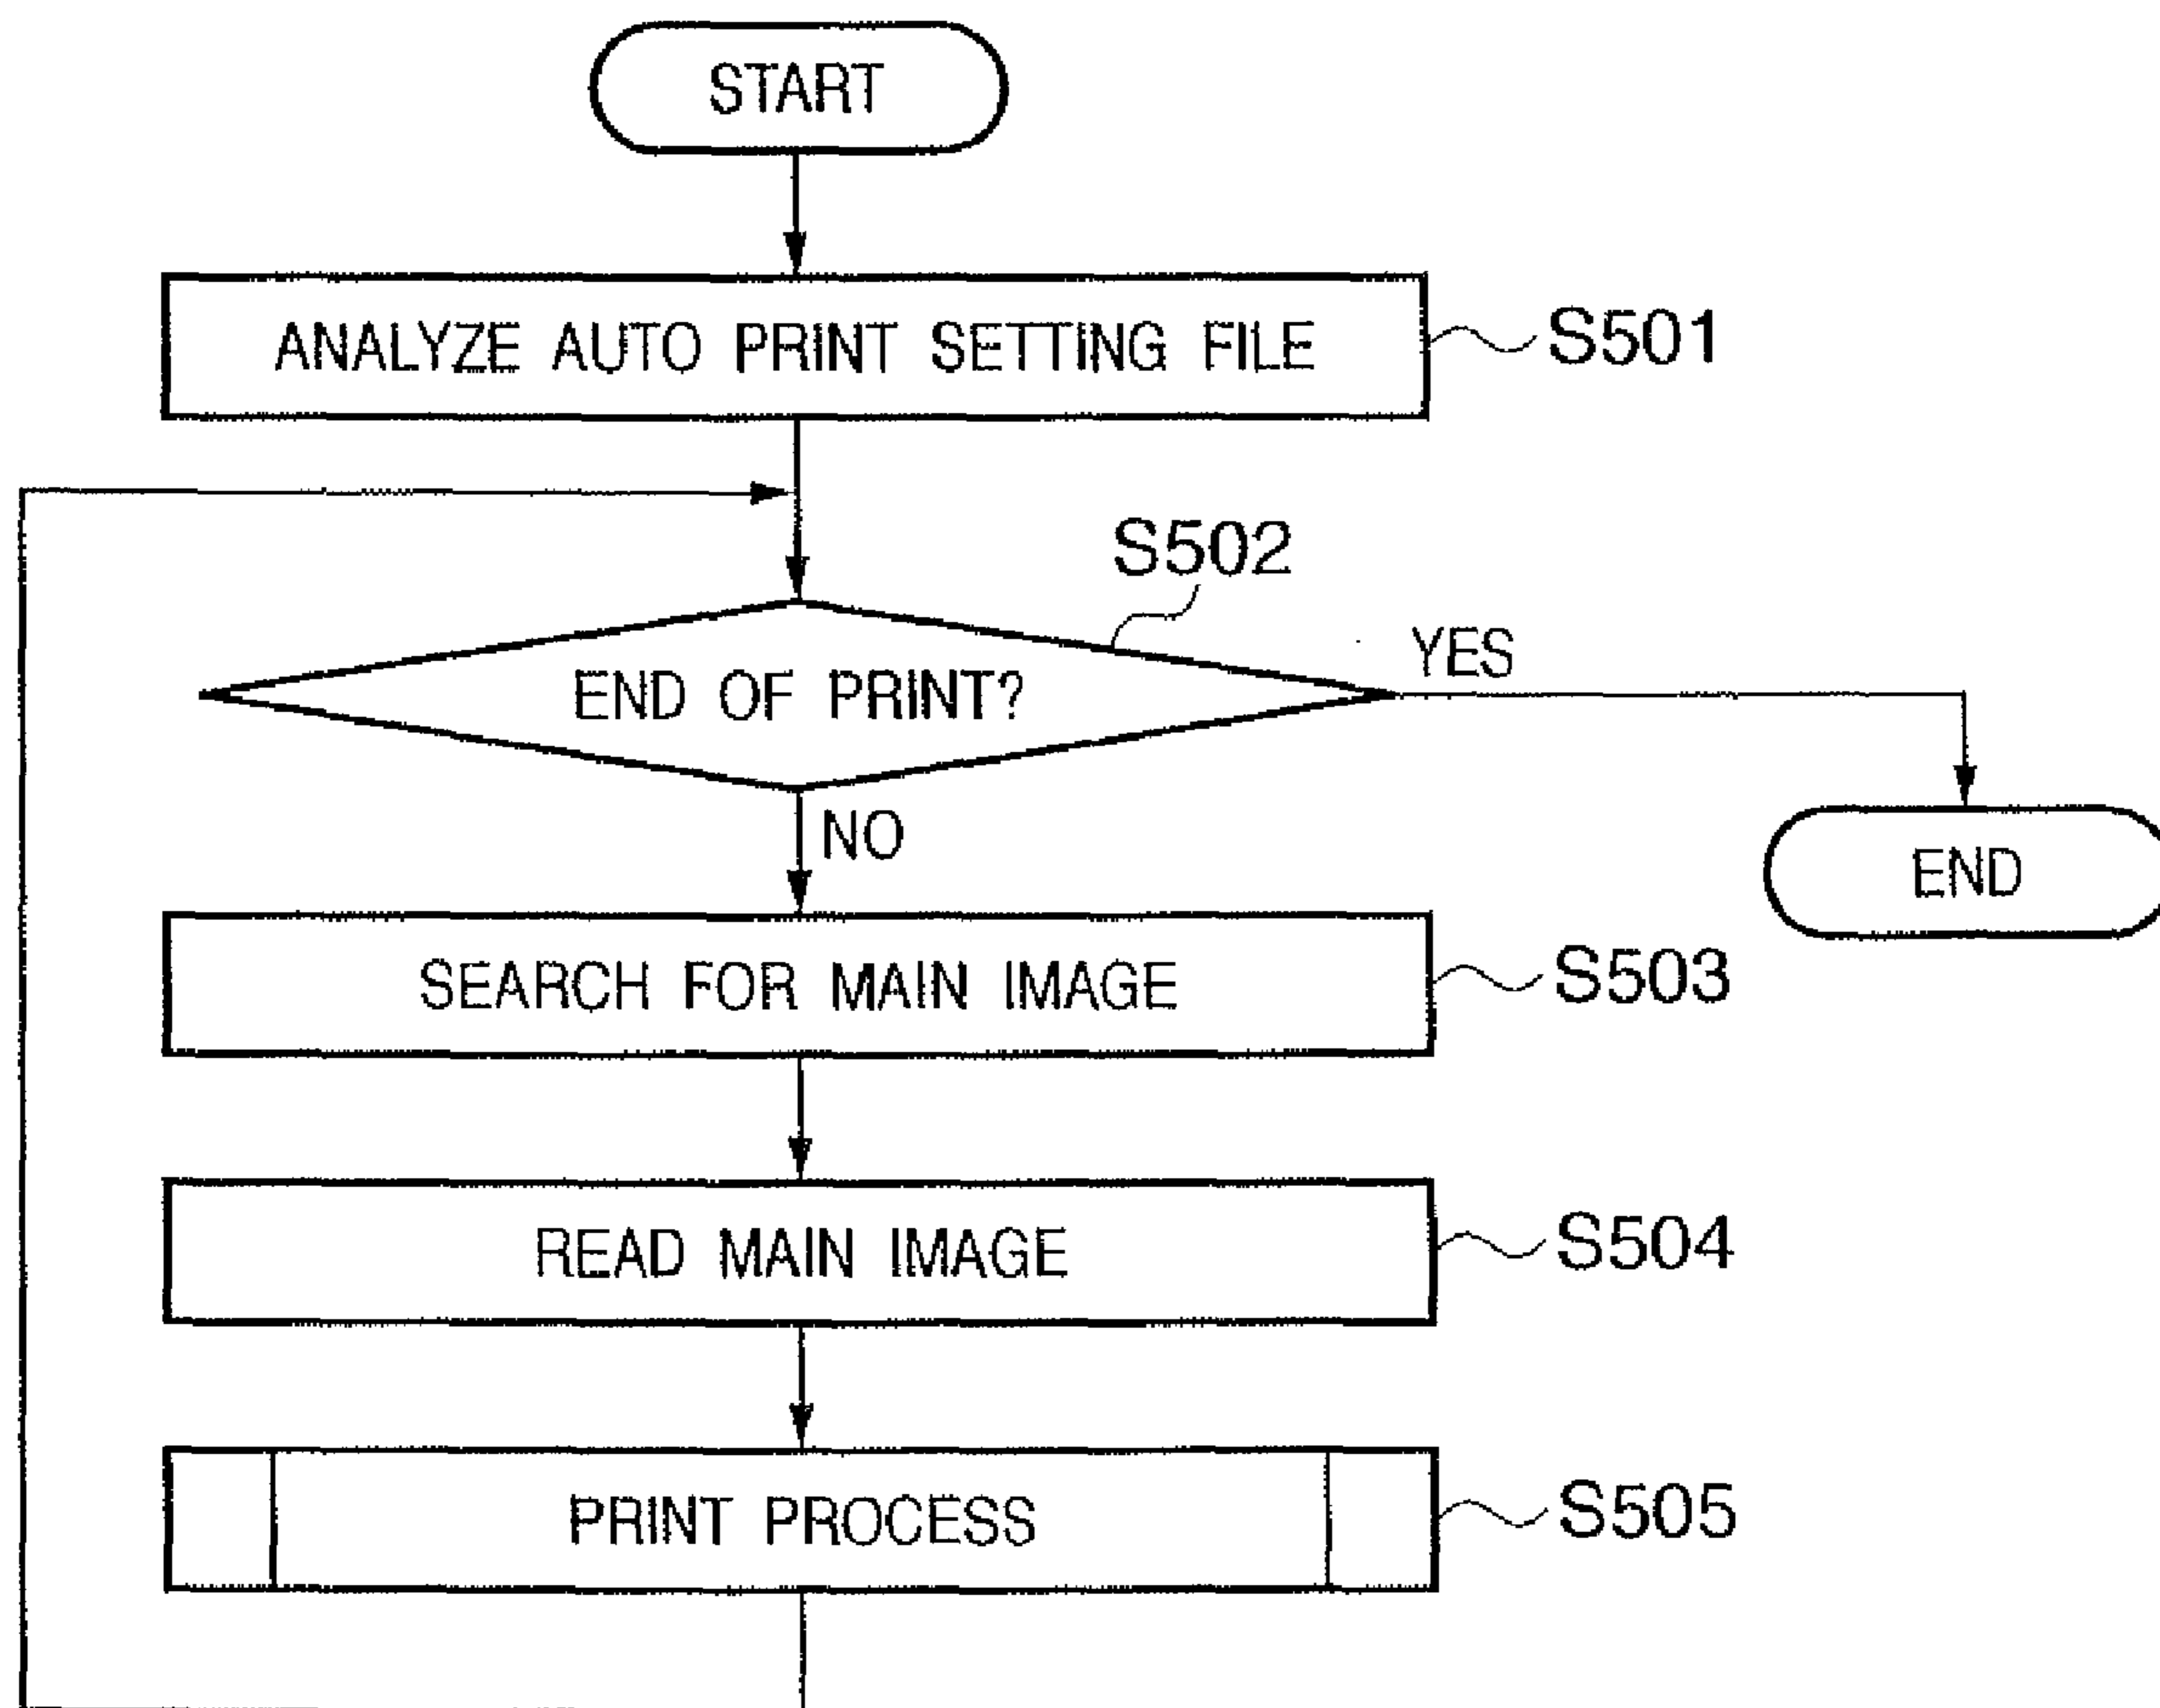 START
ANALYZE AUTO PRINT SETTING FILE
S501
S502
END OF PRINT?
YES
NO
END
SEARCH FOR MAIN IMAGE
S503
READ MAIN IMAGE
S504
PRINT PROCESS
S505